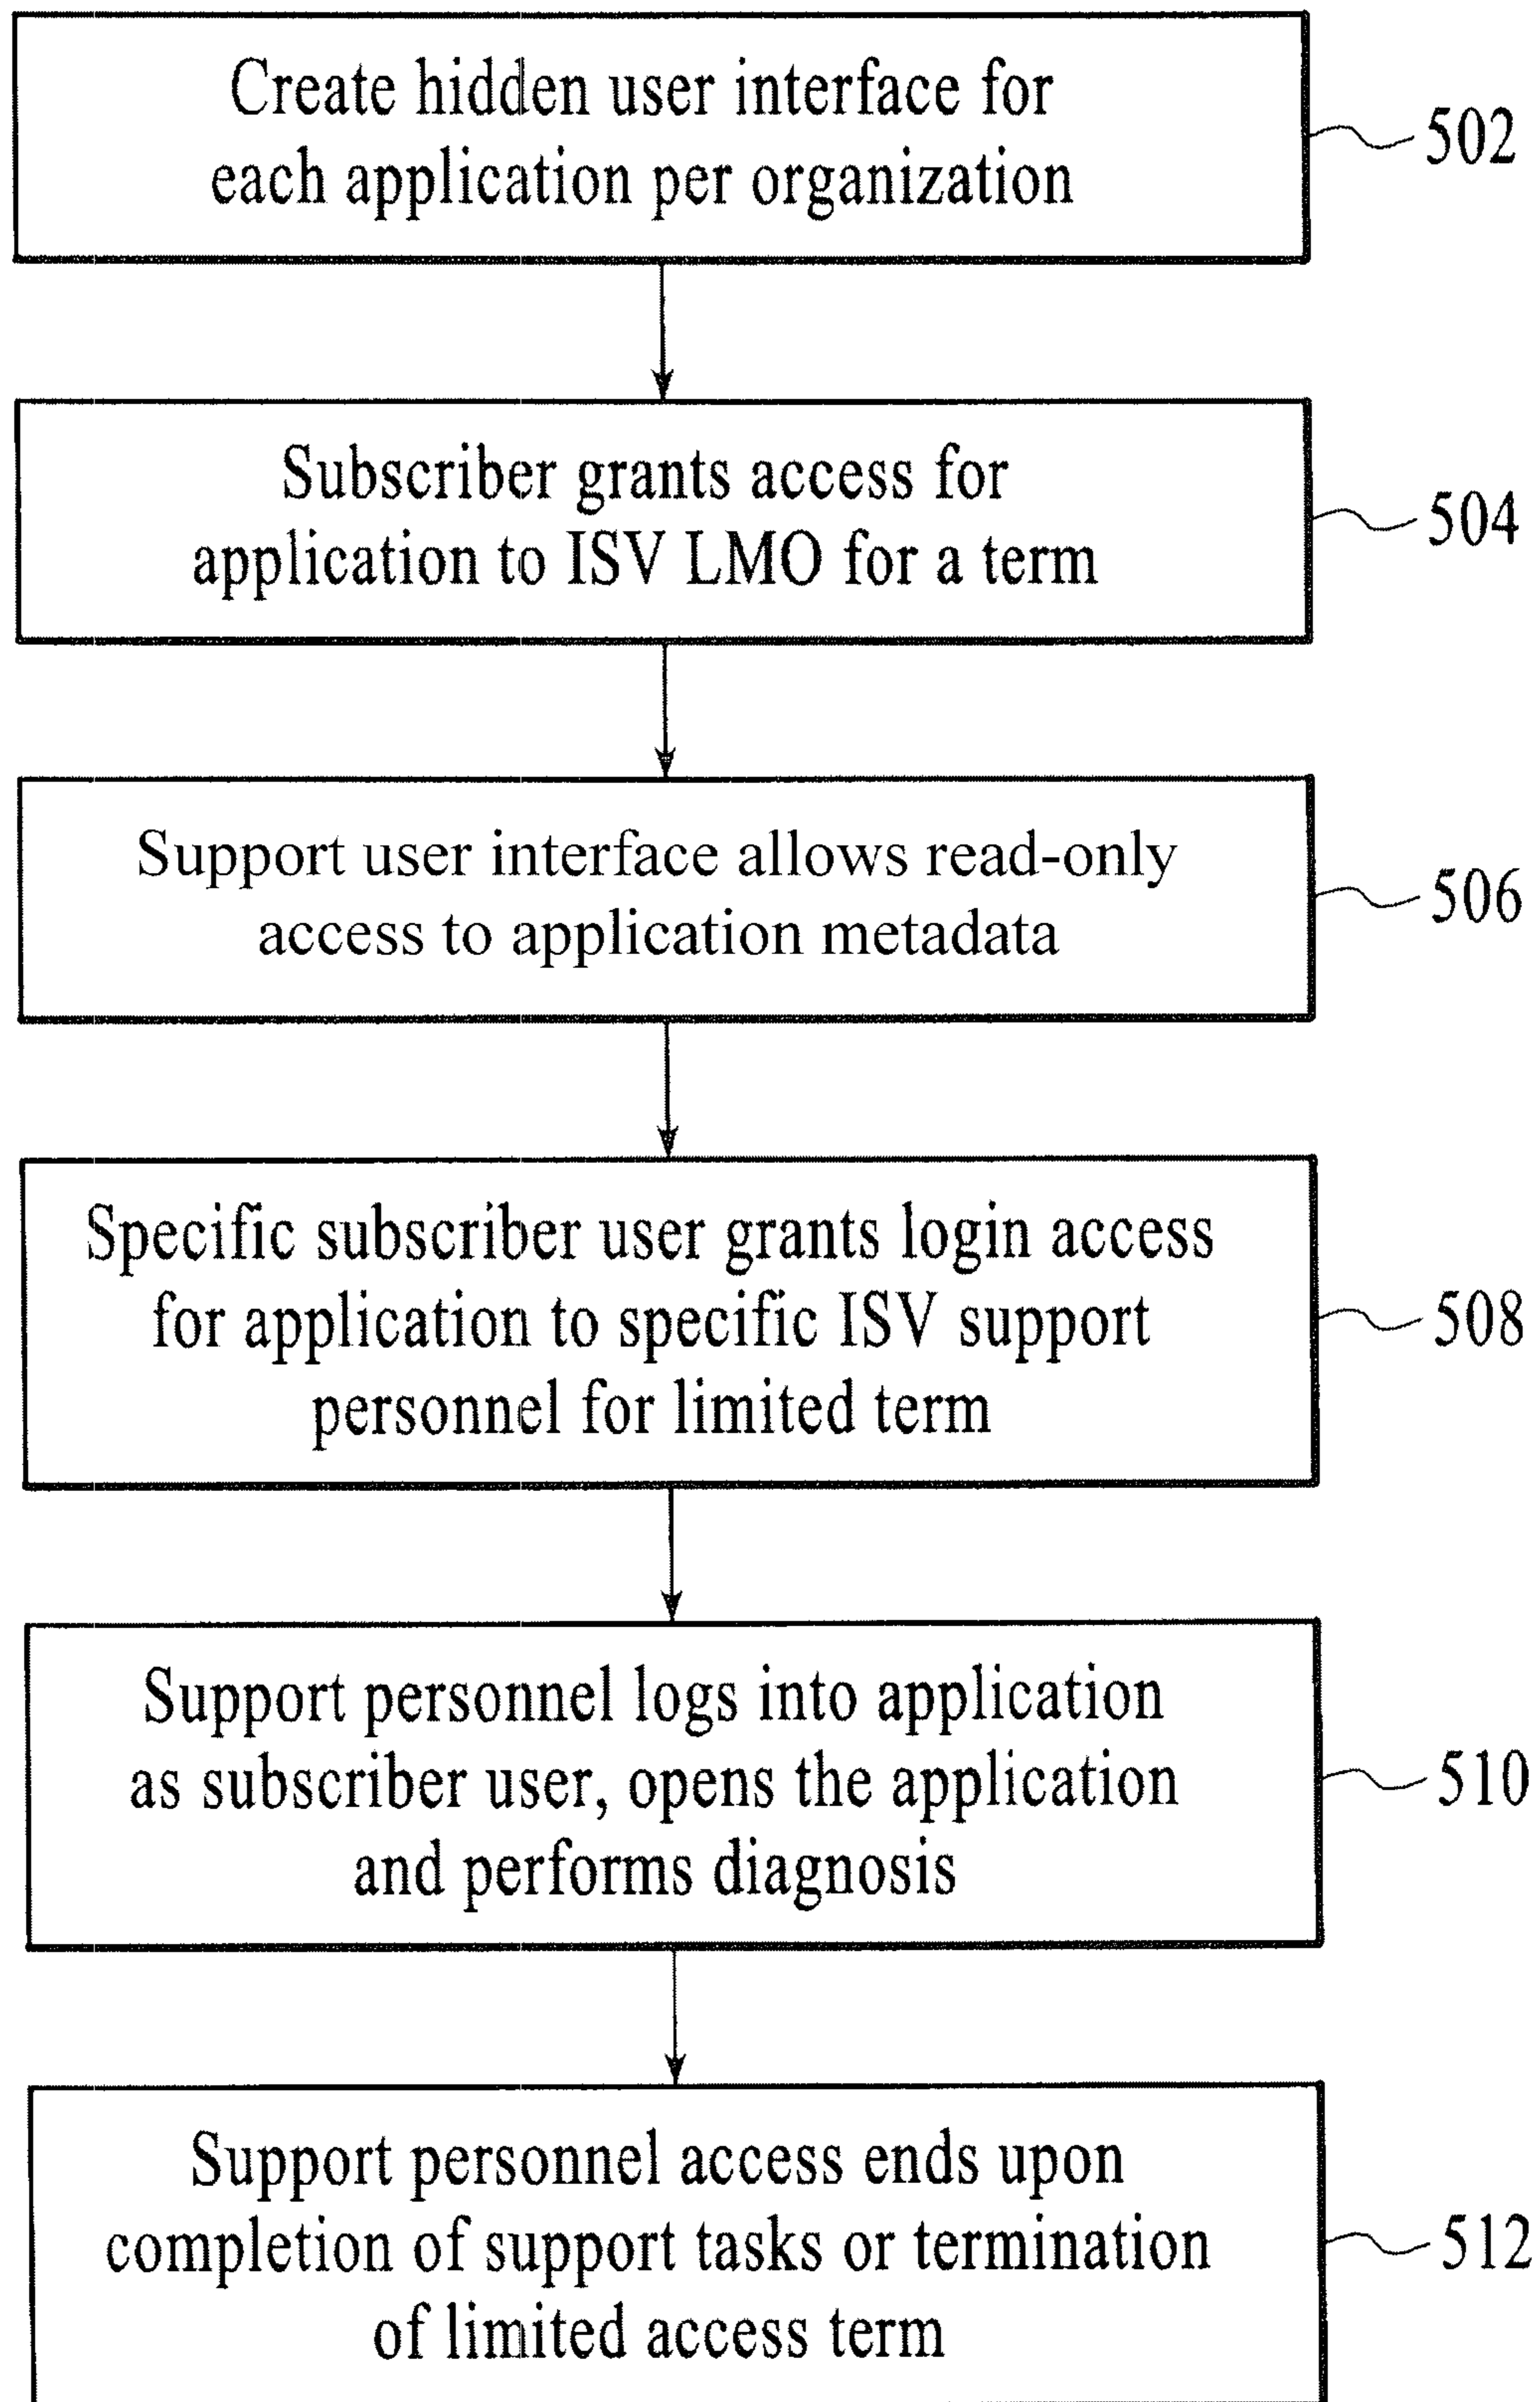 Create hidden user interface for
each application per organization
502
Subscriber grants access for
application to ISV LMO for a term
504
Support user interface allows read-only
access to application metadata
506
Specific subscriber user grants login access
for application to specific ISV support
personnel for limited term
508
Support personnel logs into application
as subscriber user, opens the application
and performs diagnosis
510
Support personnel access ends upon
completion of support tasks or termination
of limited access term
512